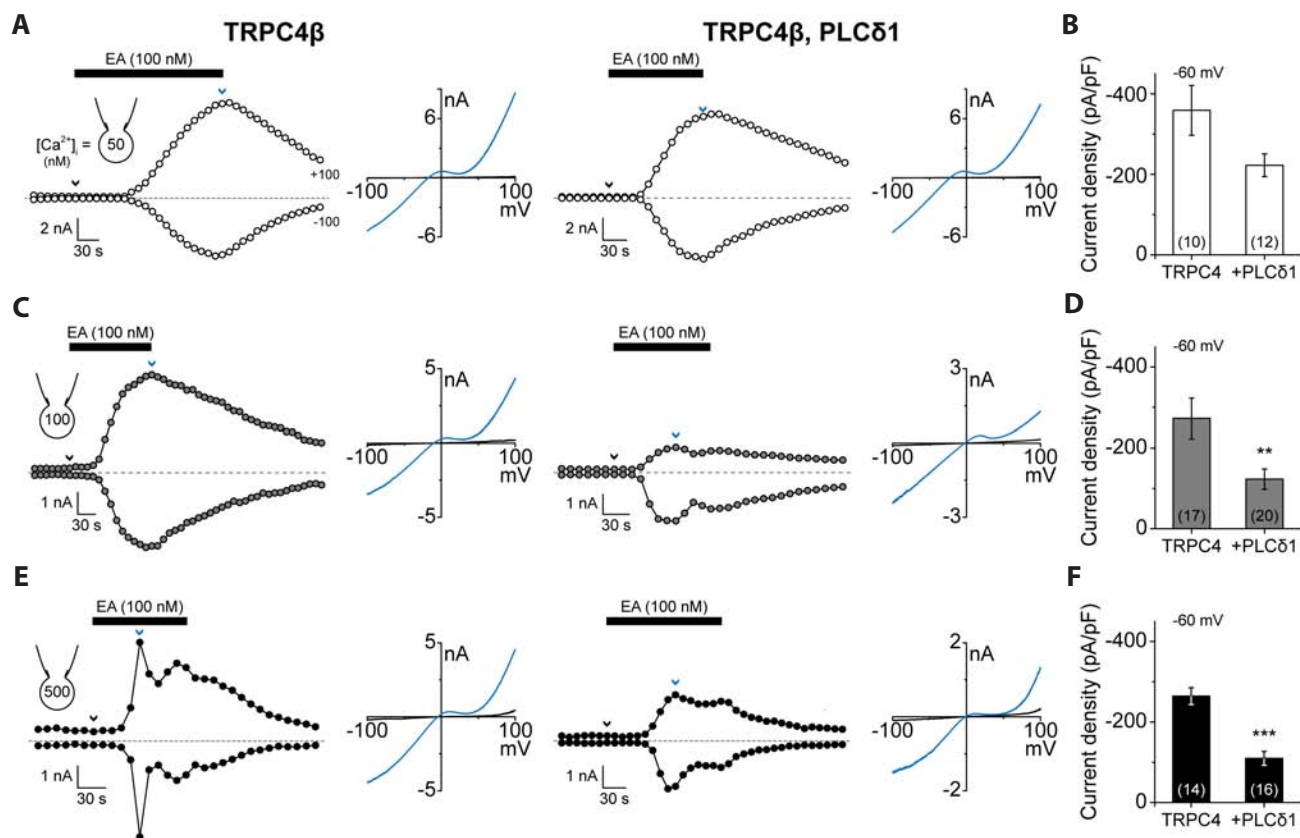 A
TRPC4β
TRPC4β, PLCδ1
B
EA (100 nM)
[Ca²⁺]ᵢ =
(nM)
50
+100
-100
2 nA
30 s
nA
6
-100
100
mV
-6
EA (100 nM)
2 nA
30 s
nA
6
-100
100
mV
-6
Current density (pA/pF)
-60 mV
-400
-200
0
(10)
(12)
TRPC4
+PLCδ1
C
D
EA (100 nM)
100
1 nA
30 s
5
nA
-100
100
mV
-5
EA (100 nM)
1 nA
30 s
3
nA
-100
100
mV
-3
Current density (pA/pF)
-60 mV
-400
-200
0
**
(17)
(20)
TRPC4
+PLCδ1
E
F
EA (100 nM)
500
1 nA
30 s
5
nA
-100
100
mV
-5
EA (100 nM)
1 nA
30 s
2
nA
-100
100
mV
-2
Current density (pA/pF)
-60 mV
-400
-200
0
***
(14)
(16)
TRPC4
+PLCδ1